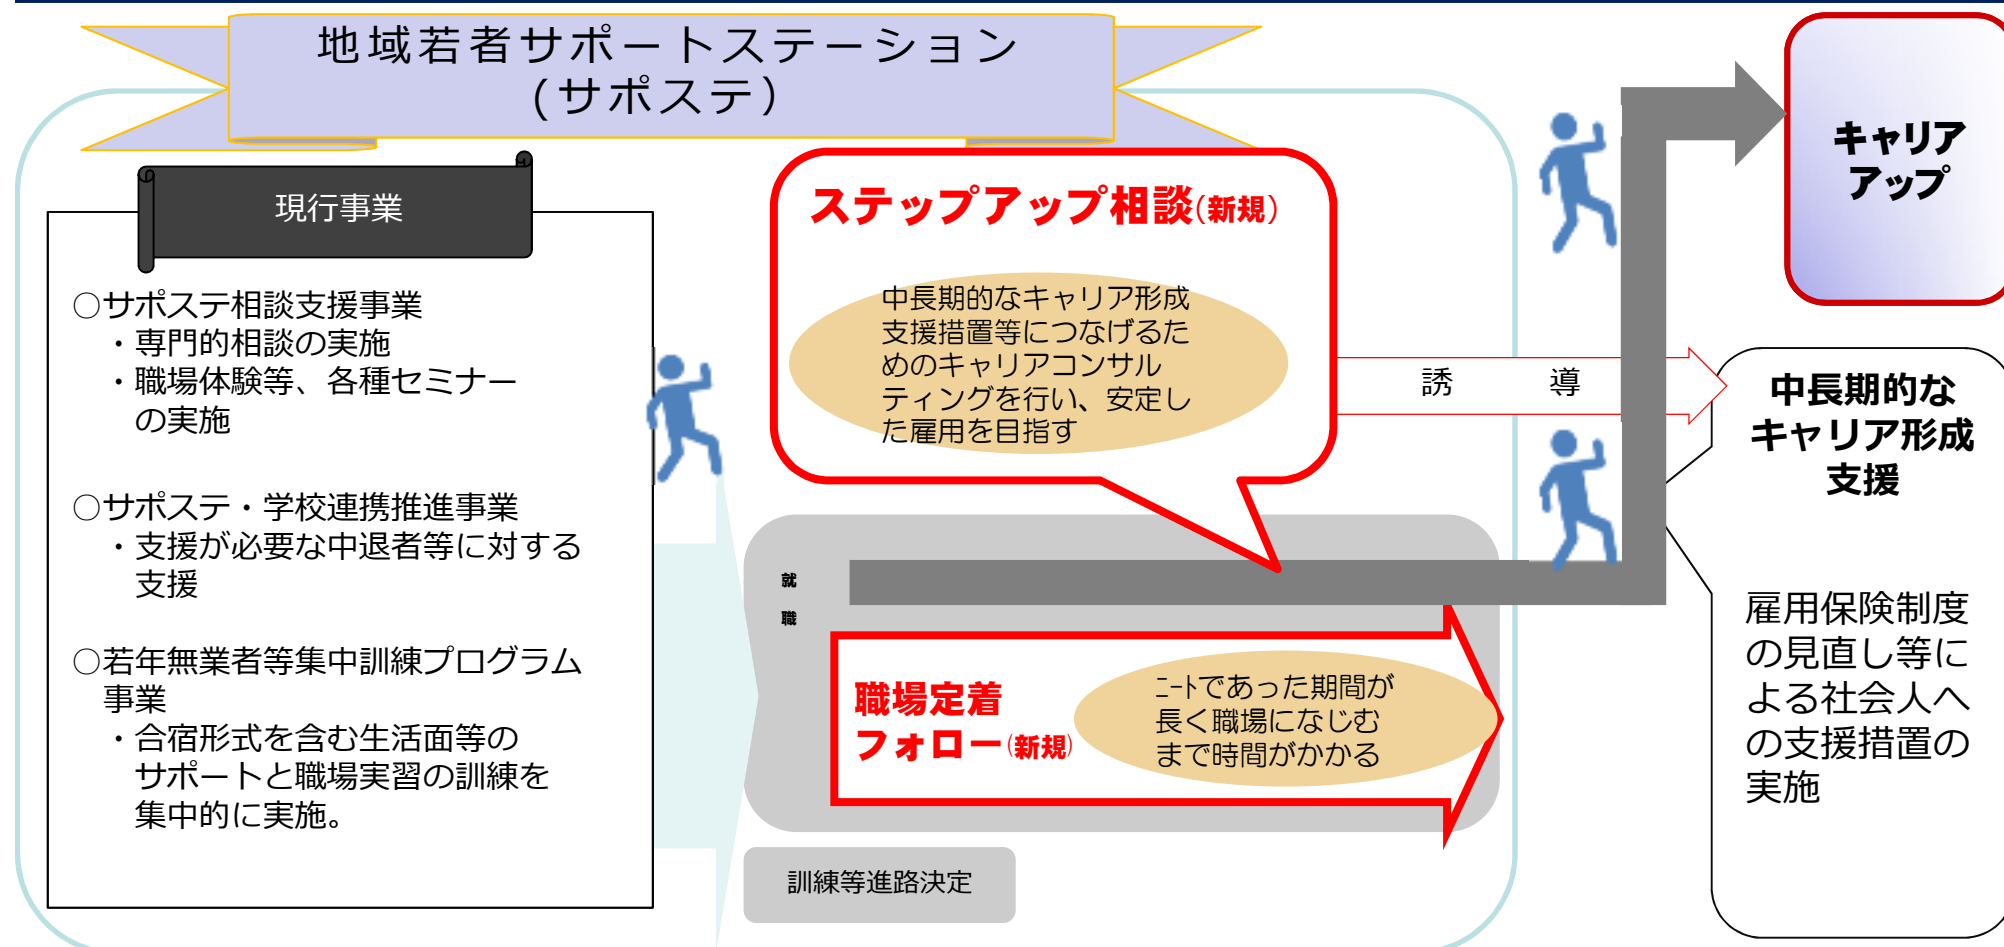 地域若者サポートステーション
(サポステ）
現行事業
○サポステ相談支援事業
・専門的相談の実施
・職場体験等、各種セミナー
の実施
○サポステ・学校連携推進事業
・支援が必要な中退者等に対する
支援
○若年無業者等集中訓練プログラム
事業
・合宿形式を含む生活面等の
サポートと職場実習の訓練を
集中的に実施。
ステップアップ相談(新規)
中長期的なキャリア形成
支援措置等につなげるた
めのキャリアコンサル
ティングを行い、安定し
た雇用を目指す
誘　導
就
職
職場定着
フォロー(新規)
ﾆｰﾄであった期間が
長く職場になじむ
まで時間がかかる
訓練等進路決定
キャリア
アップ
中長期的な
キャリア形成
支援
雇用保険制度
の見直し等に
よる社会人へ
の支援措置の
実施